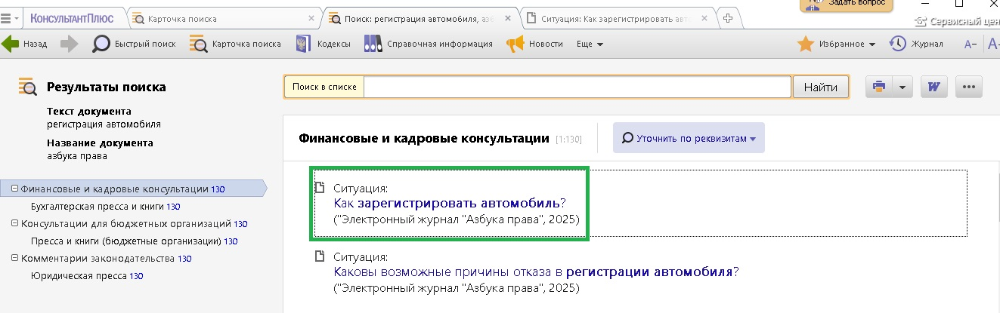 Задать вопрос
КонсультантПлюс
Карточка поиска
Поиск: регистрация автомобиля, азб
Ситуация: Как зарегистрировать авто
Сервисный цен
Назад
Быстрый поиск
Карточка поиска
Кодексы
Справочная информация
Новости
Еще
Избранное
Журнал
А−
А-
Результаты поиска
Текст документа
регистрация автомобиля
Название документа
азбука права
Финансовые и кадровые консультации 130
Бухгалтерская пресса и книги 130
Консультации для бюджетных организаций 130
Пресса и книги (бюджетные организации) 130
Комментарии законодательства 130
Юридическая пресса 130
Поиск в списке
Найти
W
Финансовые и кадровые консультации [1:130]
Уточнить по реквизитам
Ситуация:
Как зарегистрировать автомобиль?
("Электронный журнал "Азбука права", 2025)
Ситуация:
Каковы возможные причины отказа в регистрации автомобиля?
("Электронный журнал "Азбука права", 2025)